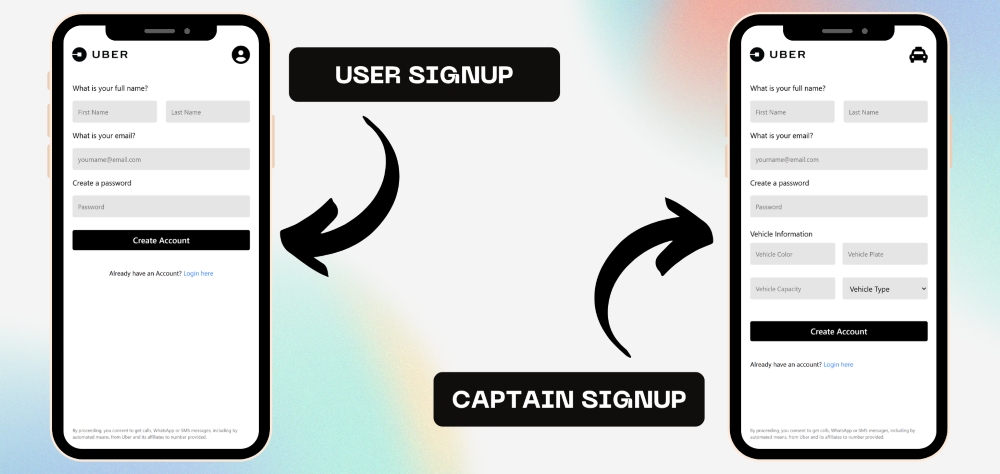 UBER
What is your full name?
First Name
Last Name
What is your email?
yourname@email.com
Create a password
Password
Create Account
Already have an Account? Login here
By proceeding, you consent to get calls, WhatsApp or SMS messages, including by
automated means, from Uber and its affiliates to number provided.
USER SIGNUP
CAPTAIN SIGNUP
UBER
What is your full name?
First Name
Last Name
What is your email?
yourname@email.com
Create a password
Password
Vehicle Information
Vehicle Color
Vehicle Plate
Vehicle Capacity
Vehicle Type
Create Account
Already have an account? Login here
By proceeding, you consent to get calls, WhatsApp or SMS messages, including by
automated means, from Uber and its affiliates to number provided.